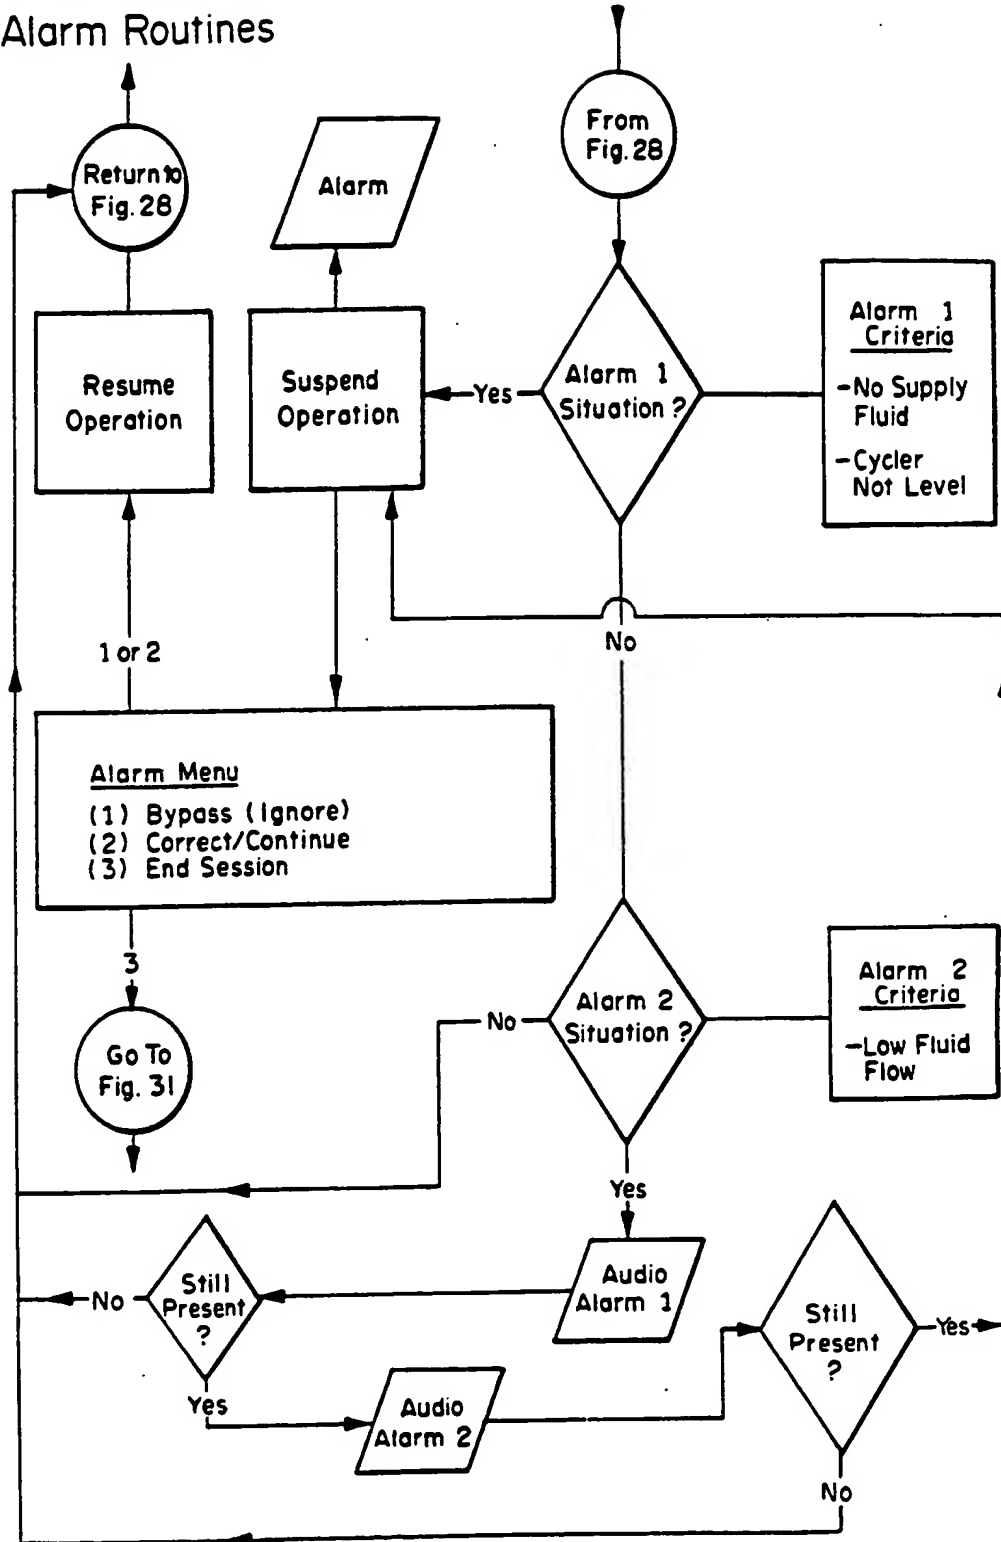 Alarm Routines
From
Fig. 28
Return to
Fig. 28
Alarm
Resume
Operation
Suspend
Operation
Yes
Alarm 1
Situation ?
Alarm 1
Criteria
-No Supply
Fluid
-Cycler
Not Level
No
1 or 2
Alarm Menu
(1) Bypass (Ignore)
(2) Correct/Continue
(3) End Session
3
Go To
Fig. 31
No
Alarm 2
Situation ?
Alarm 2
Criteria
-Low Fluid
Flow
Yes
Audio
Alarm 1
Still
Present
?
No
Yes
Audio
Alarm 2
Still
Present
?
Yes
No